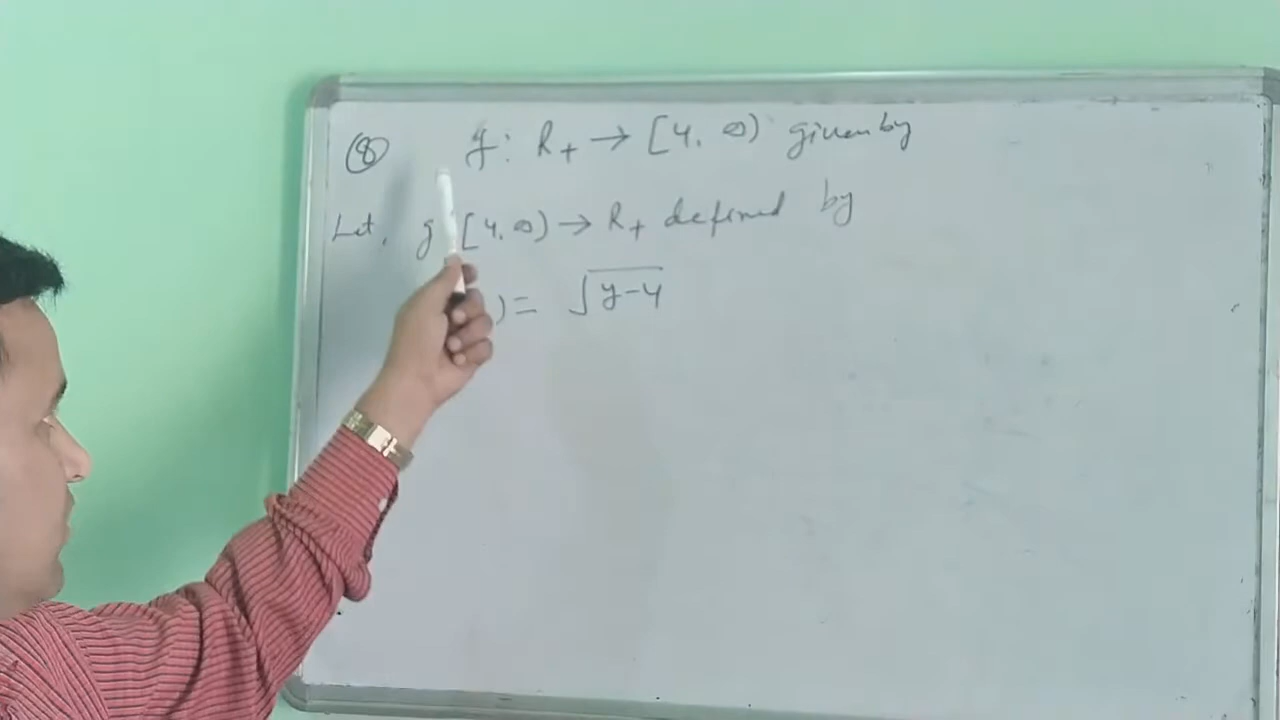 ⑧ f: R+ → [4, ∞) given by
Let, g [4, ∞) → R+ defined by
) = √y-4